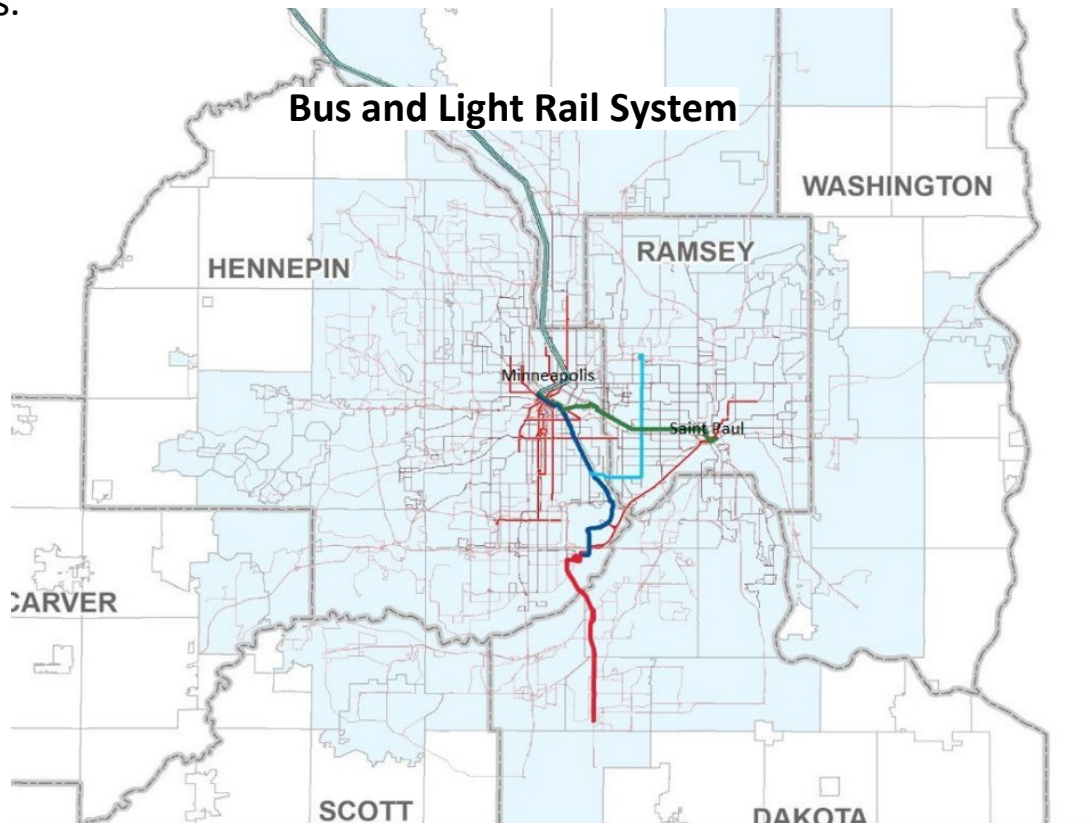 s.
Bus and Light Rail System
WASHINGTON
RAMSEY
HENNEPIN
Minneapolis
Saint Paul
CARVER
SCOTT
DAKOTA